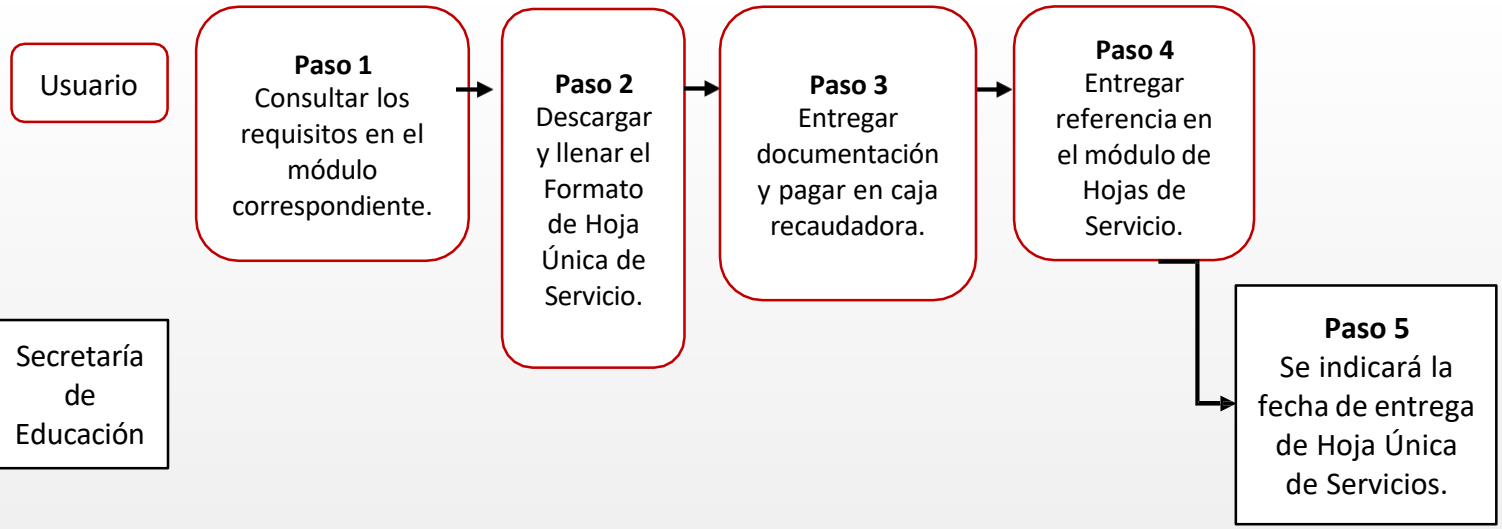 Usuario
Paso 1
Consultar los
requisitos en el
módulo
correspondiente.
Paso 2
Descargar
y llenar el
Formato
de Hoja
Única de
Servicio.
Paso 3
Entregar
documentación
y pagar en caja
recaudadora.
Paso 4
Entregar
referencia en
el módulo de
Hojas de
Servicio.
Secretaría
de
Educación
Paso 5
Se indicará la
fecha de entrega
de Hoja Única
de Servicios.